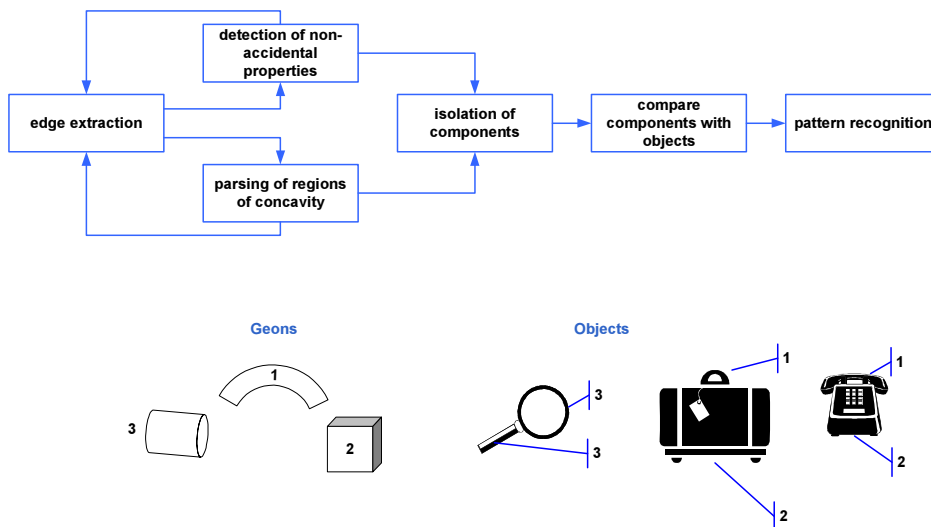 detection of non-
accidental
properties
edge extraction
isolation of
components
compare
components with
objects
pattern recognition
parsing of regions
of concavity
Geons
Objects
1
3
2
3
3
1
2
1
2